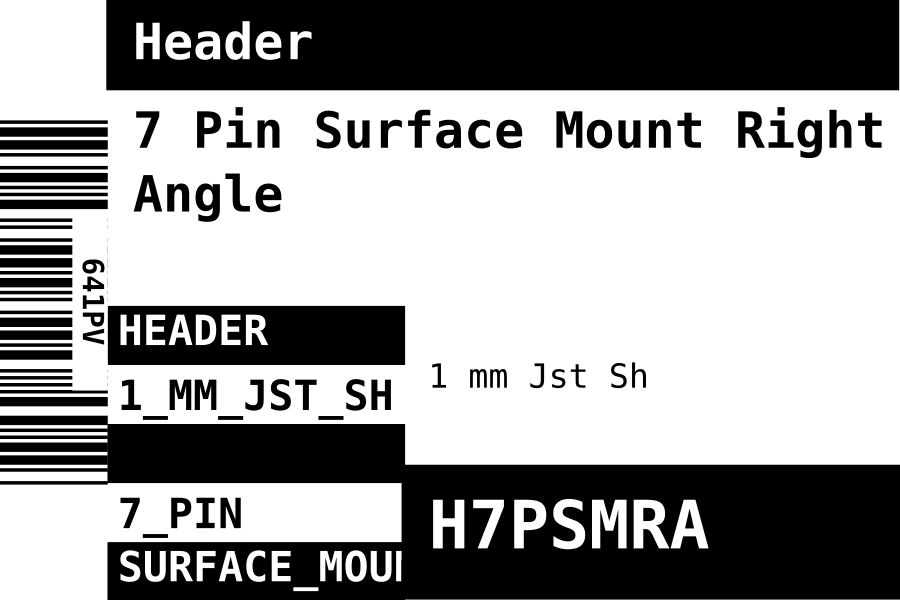 Header
7 Pin Surface Mount Right
Angle
641PV
HEADER
1_MM_JST_SH
1 mm Jst Sh
7_PIN
H7PSMRA